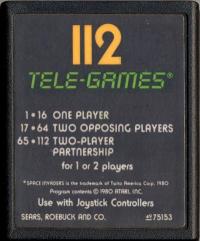 112
TELE-GAMES®
1•16 ONE PLAYER
17•64 TWO OPPOSING PLAYERS
65•112 TWO-PLAYER
PARTNERSHIP
for 1 or 2 players
*SPACE INVADERS is the trademark of Taito America Corp. 1980
Program contents © 1980 ATARI, INC.
Use with Joystick Controllers
SEARS, ROEBUCK AND CO.
75153